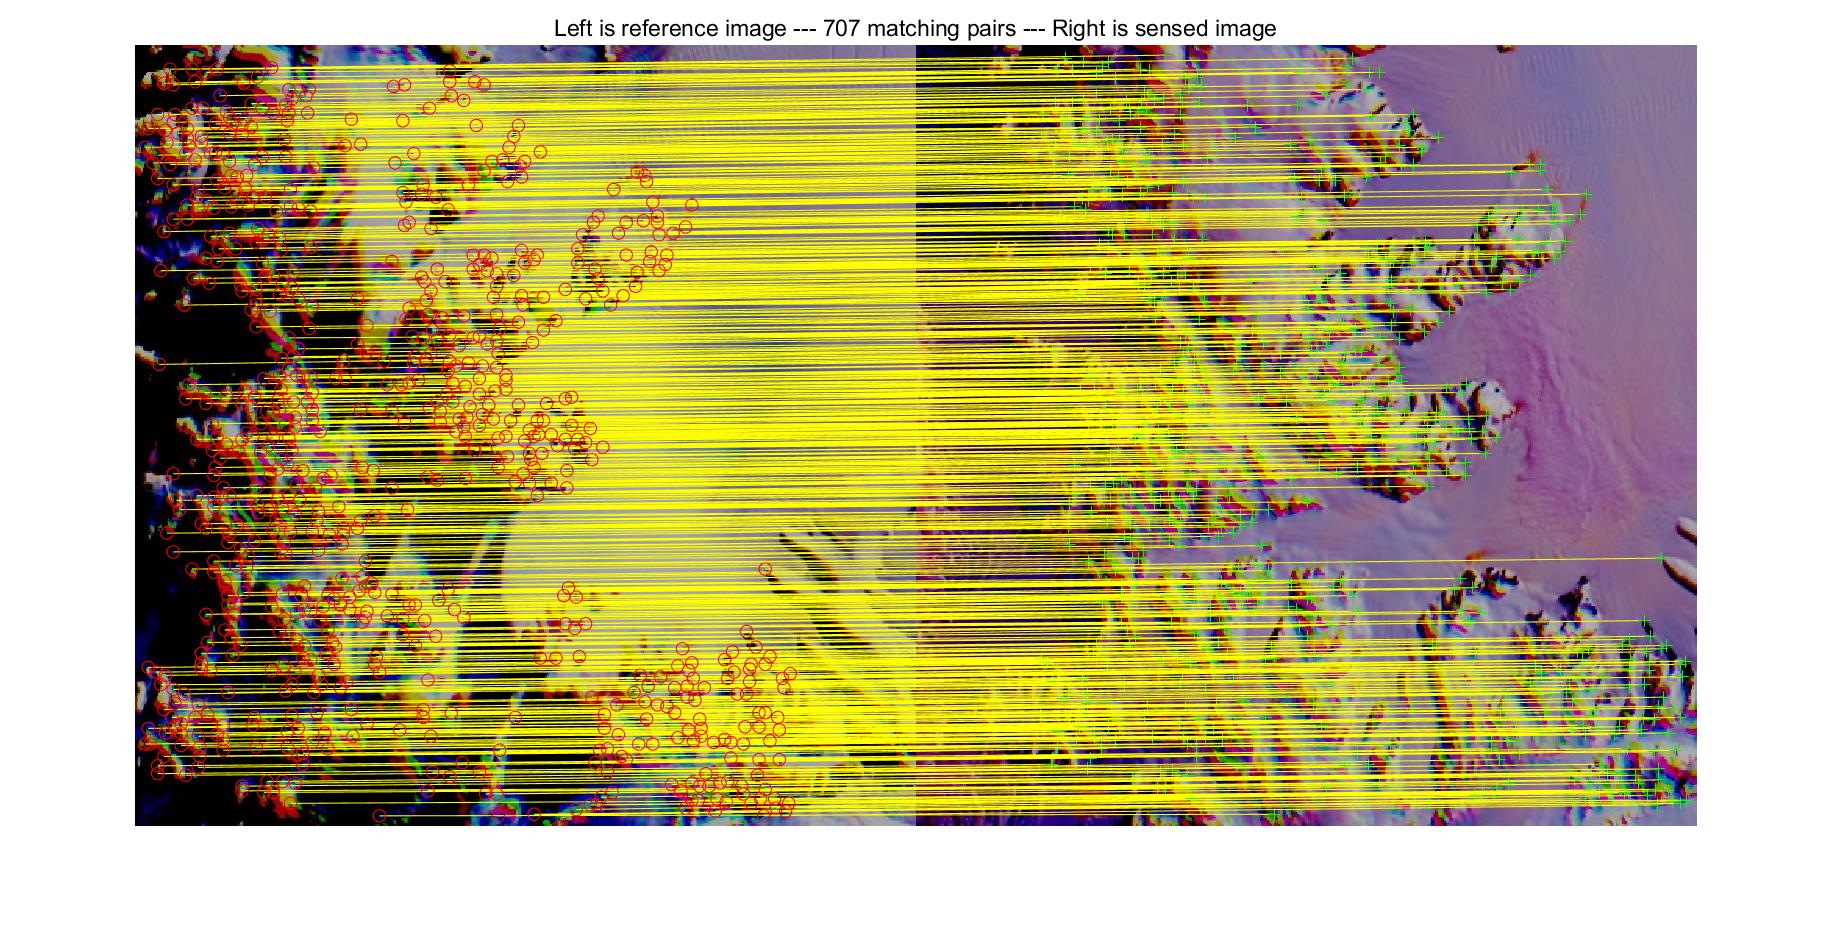 Left is reference image --- 707 matching pairs --- Right is sensed image